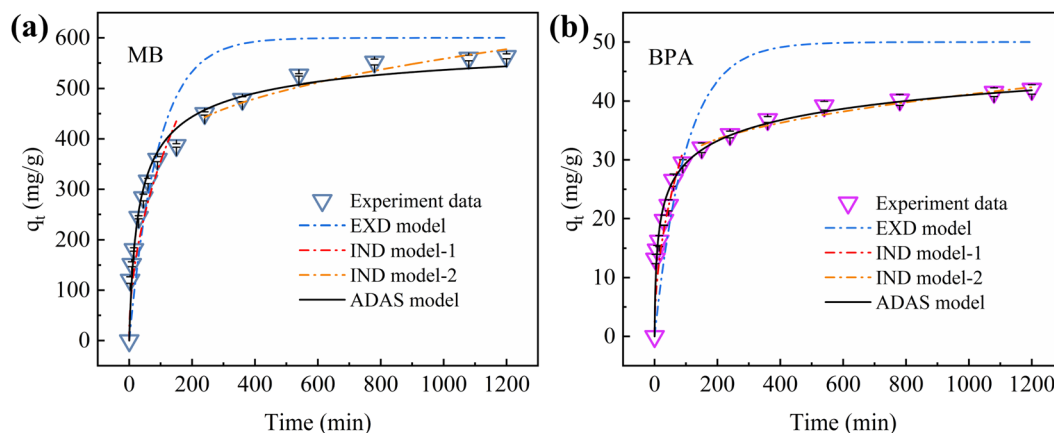 (a)
MB
600
500
400
300
200
100
0
qt (mg/g)
Experiment data
EXD model
IND model-1
IND model-2
ADAS model
0 200 400 600 800 1000 1200
Time (min)
(b)
BPA
50
40
30
20
10
0
qt (mg/g)
Experiment data
EXD model
IND model-1
IND model-2
ADAS model
0 200 400 600 800 1000 1200
Time (min)